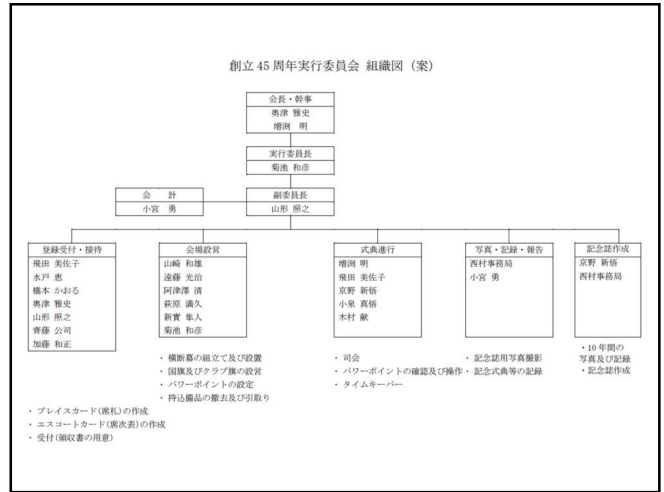 創立45周年実行委員会 組織図（案）
会長・幹事
奥津 雅史
増渕 明
実行委員長
菊池 和彦
会 計
小宮 勇
副委員長
山形 照之
登録受付・接待
飛田 美佐子
水戸 恵
橋本 かおる
奥津 雅史
山形 照之
齊藤 公司
加藤 和正
・ プレイスカード(席札)の作成
・ エスコートカード(席次表)の作成
・ 受付(領収書の用意)
会場設営
山崎 和雄
遠藤 光治
阿津澤 清
萩原 満久
新實 隼人
菊池 和彦
・ 横断幕の組立て及び設置
・ 国旗及びクラブ旗の設営
・ パワーポイントの設定
・ 持込備品の撤去及び引取り
式典進行
増渕 明
飛田 美佐子
京野 新悟
小泉 真悟
木村 献
・ 司会
・ パワーポイントの確認及び操作
・ タイムキーパー
写真・記録・報告
西村事務局
小宮 勇
・ 記念誌用写真撮影
・ 記念式典等の記録
記念誌作成
京野 新悟
西村事務局
・10年間の
写真及び記録
・記念誌作成